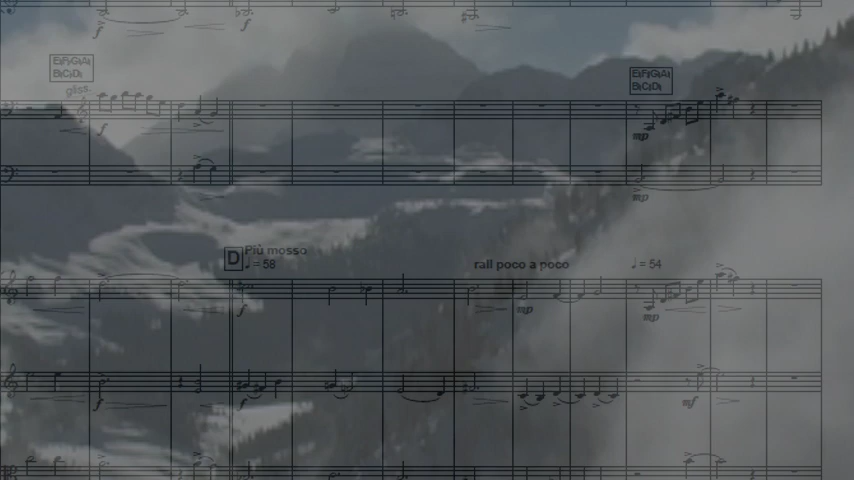 f
f
E♮F♮G♮A♮
B♮C♮D♮
gliss.
f
E♮F♮G♮A♮
B♮C♮D♮
mp
mp
D Più mosso
♩ = 58
rall poco a poco
♩ = 54
f
mp
mp
f
f
mf